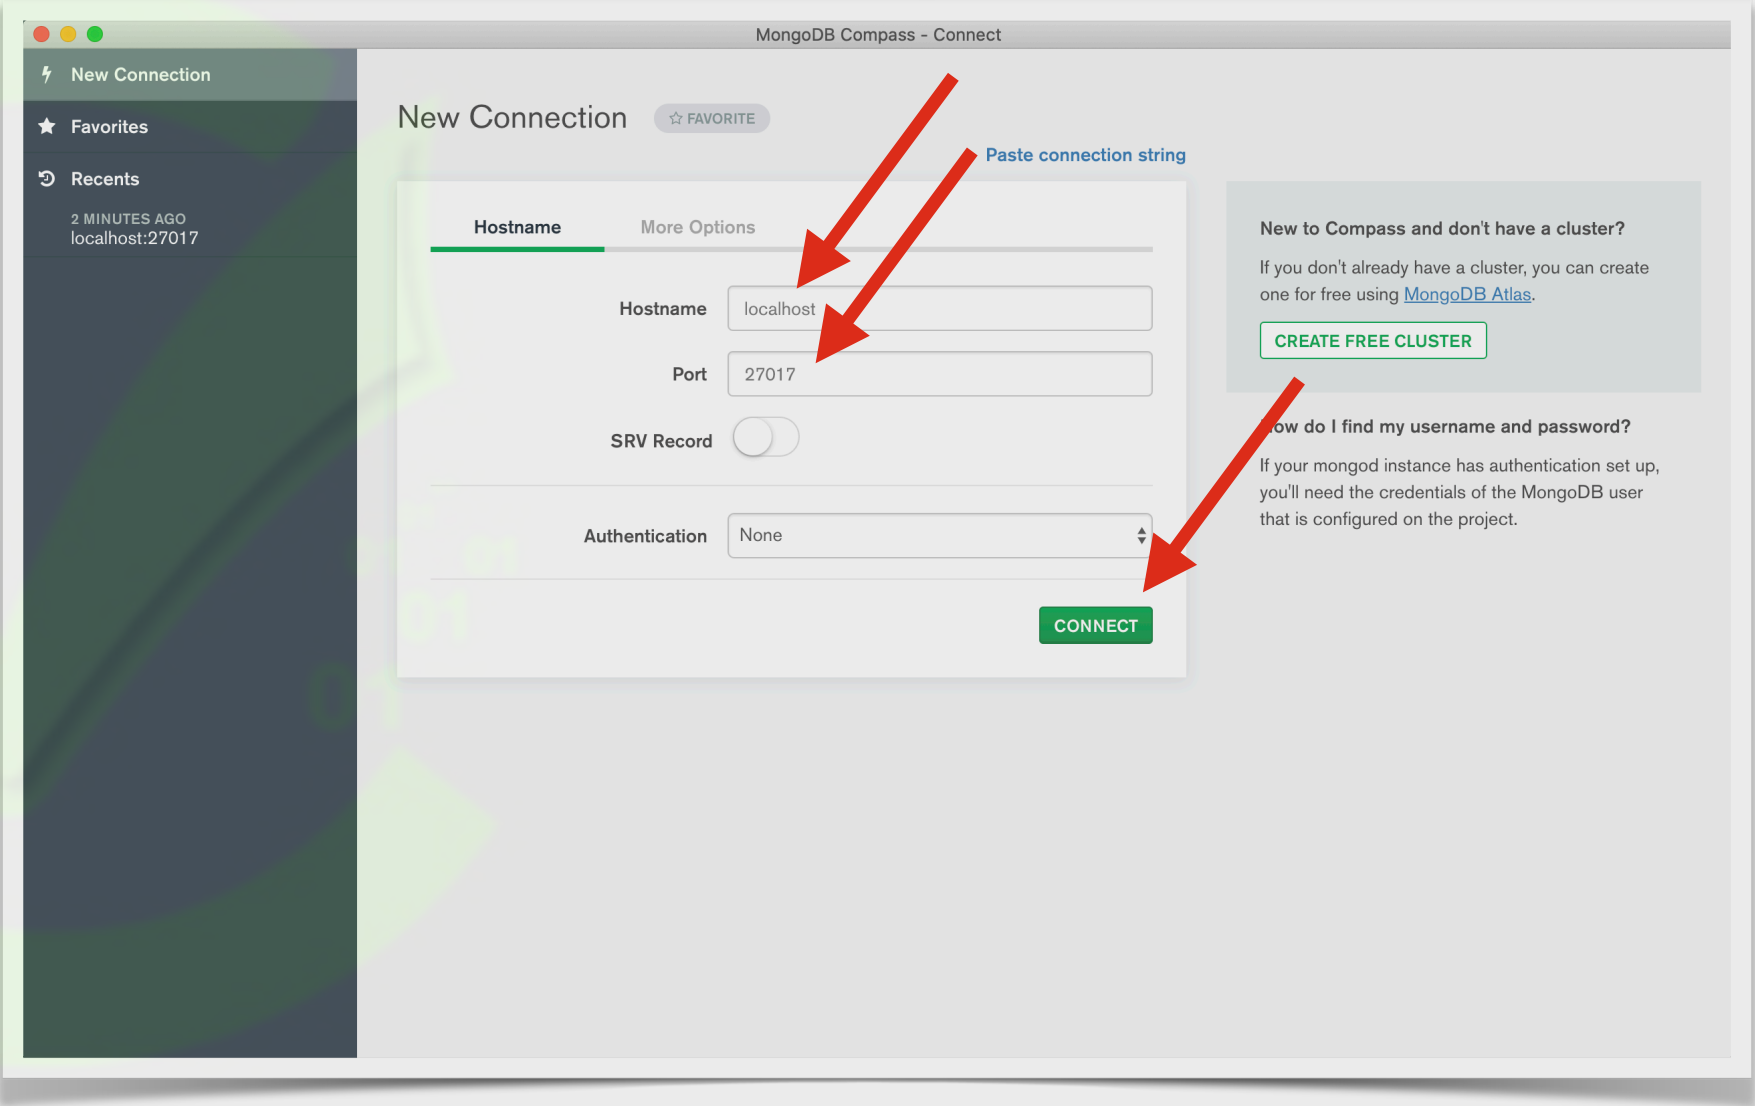 MongoDB Compass - Connect
New Connection
Favorites
Recents
2 MINUTES AGO
localhost:27017
New Connection
FAVORITE
Paste connection string
Hostname
More Options
Hostname
localhost
Port
27017
SRV Record
Authentication
None
CONNECT
New to Compass and don't have a cluster?
If you don't already have a cluster, you can create
one for free using MongoDB Atlas.
CREATE FREE CLUSTER
How do I find my username and password?
If your mongod instance has authentication set up,
you'll need the credentials of the MongoDB user
that is configured on the project.
01
01